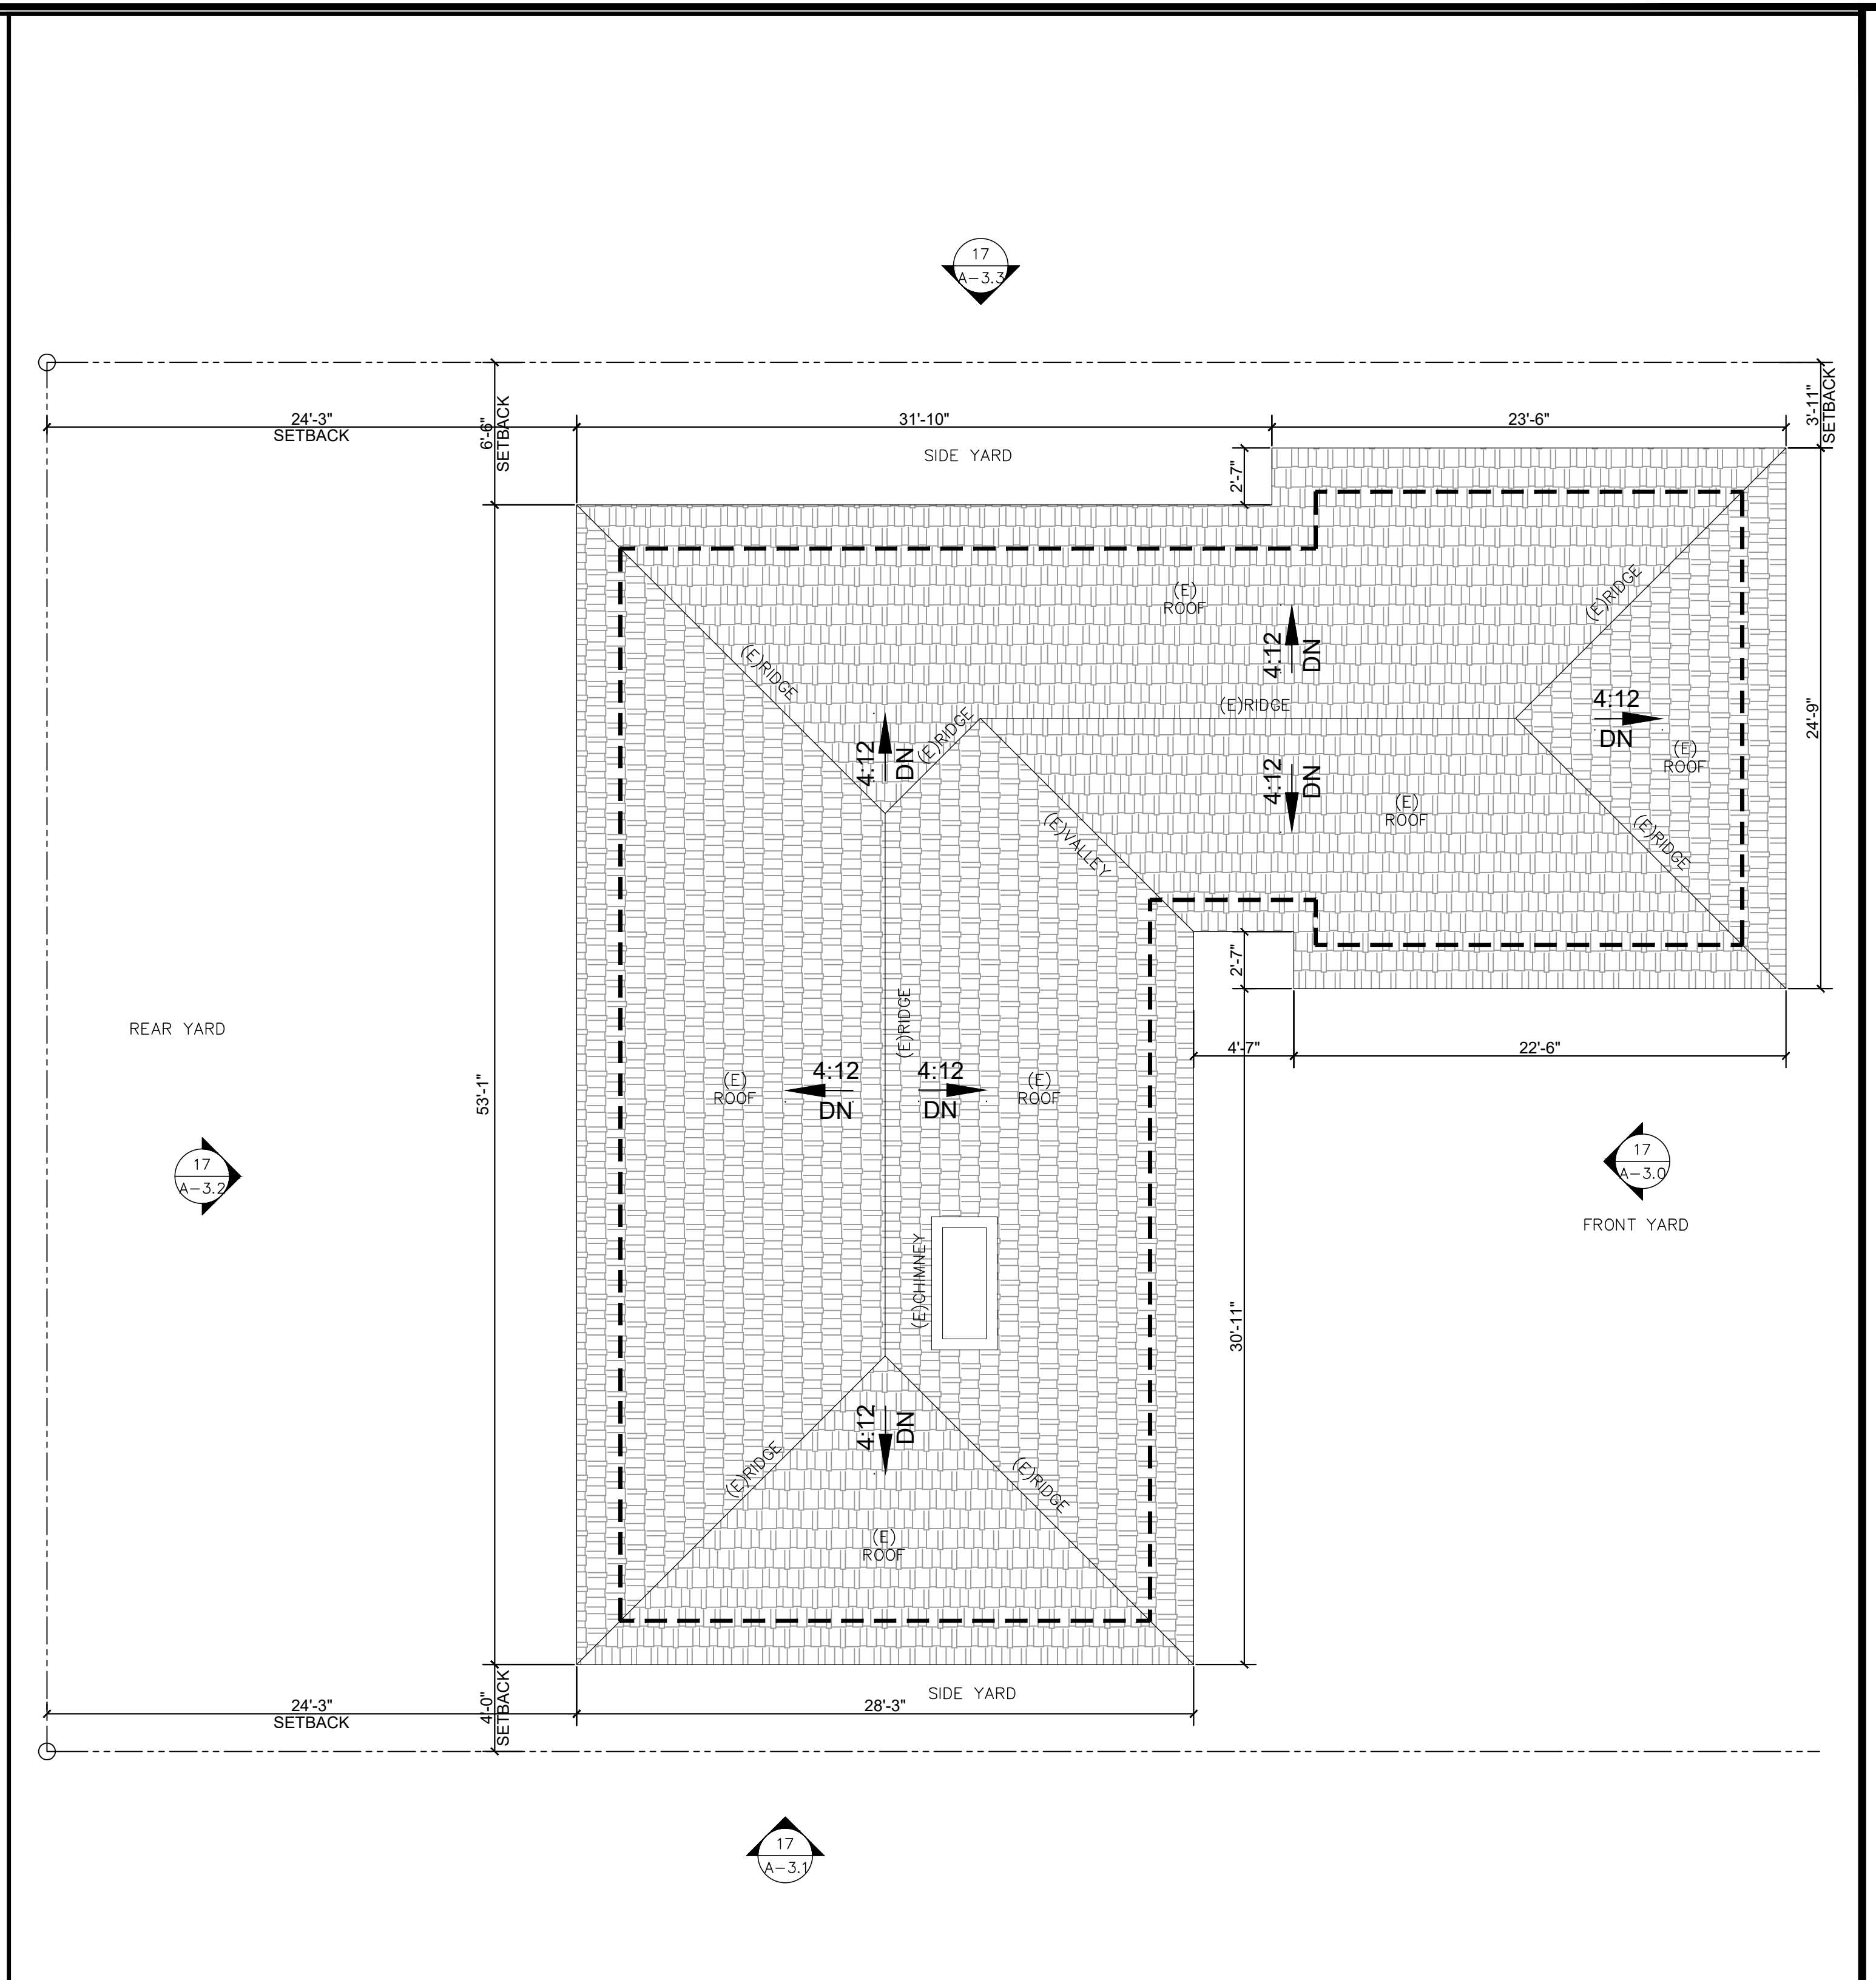 17
A-3.3
24'-3"
SETBACK
6'-6"
SETBACK
31'-10"
23'-6"
3'-11"
SETBACK
SIDE YARD
2'-7"
(E)
ROOF
(E)RIDGE
(E)RIDGE
4:12
DN
(E)RIDGE
4:12
DN
(E)RIDGE
4:12
DN
(E)
ROOF
24'-9"
4:12
DN
(E)
ROOF
(E)VALLEY
(E)RIDGE
2'-7"
REAR YARD
(E)RIDGE
4'-7"
22'-6"
53'-1"
(E)
ROOF
4:12
DN
4:12
DN
(E)
ROOF
17
A-3.2
17
A-3.0
FRONT YARD
(E)CHIMNEY
30'-11"
4:12
DN
(E)RIDGE
(E)RIDGE
(E)
ROOF
24'-3"
SETBACK
4'-0"
SETBACK
SIDE YARD
28'-3"
17
A-3.1